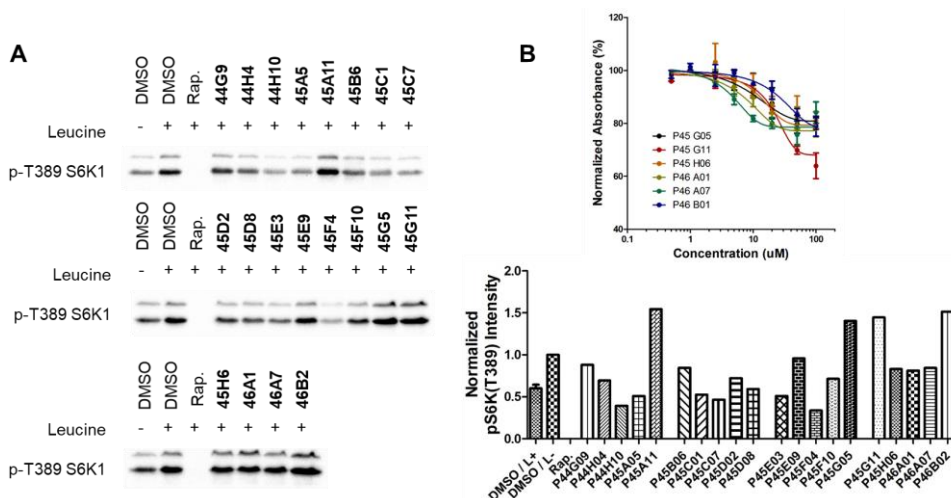 A
DMSO DMSO Rap. 44G9 44H4 44H10 45A5 45A11 45B6 45C1 45C7
Leucine - + + + + + + + + + +
p-T389 S6K1
DMSO DMSO Rap. 45D2 45D8 45E3 45E9 45F4 45F10 45G5 45G11
Leucine - + + + + + + + + + +
p-T389 S6K1
DMSO DMSO Rap. 45H6 46A1 46A7 46B2
Leucine - + + + + + +
p-T389 S6K1
B
Normalized Absorbance (%)
120
100
80
60
40
P45 G05
P45 G11
P45 H06
P46 A01
P46 A07
P46 B01
0.1 1 10 100
Concentration (uM)
Normalized
pS6K(T389) Intensity
2.0
1.5
1.0
0.5
0.0
DMSO / L+ DMSO / L- Rap. P44G09 P44H04 P44H10 P45A05 P45A11 P45B06 P45C01 P45C07 P45D02 P45D08 P45E03 P45E09 P45F04 P45F10 P45G05 P45G11 P45H06 P46A01 P46A07 P46B02